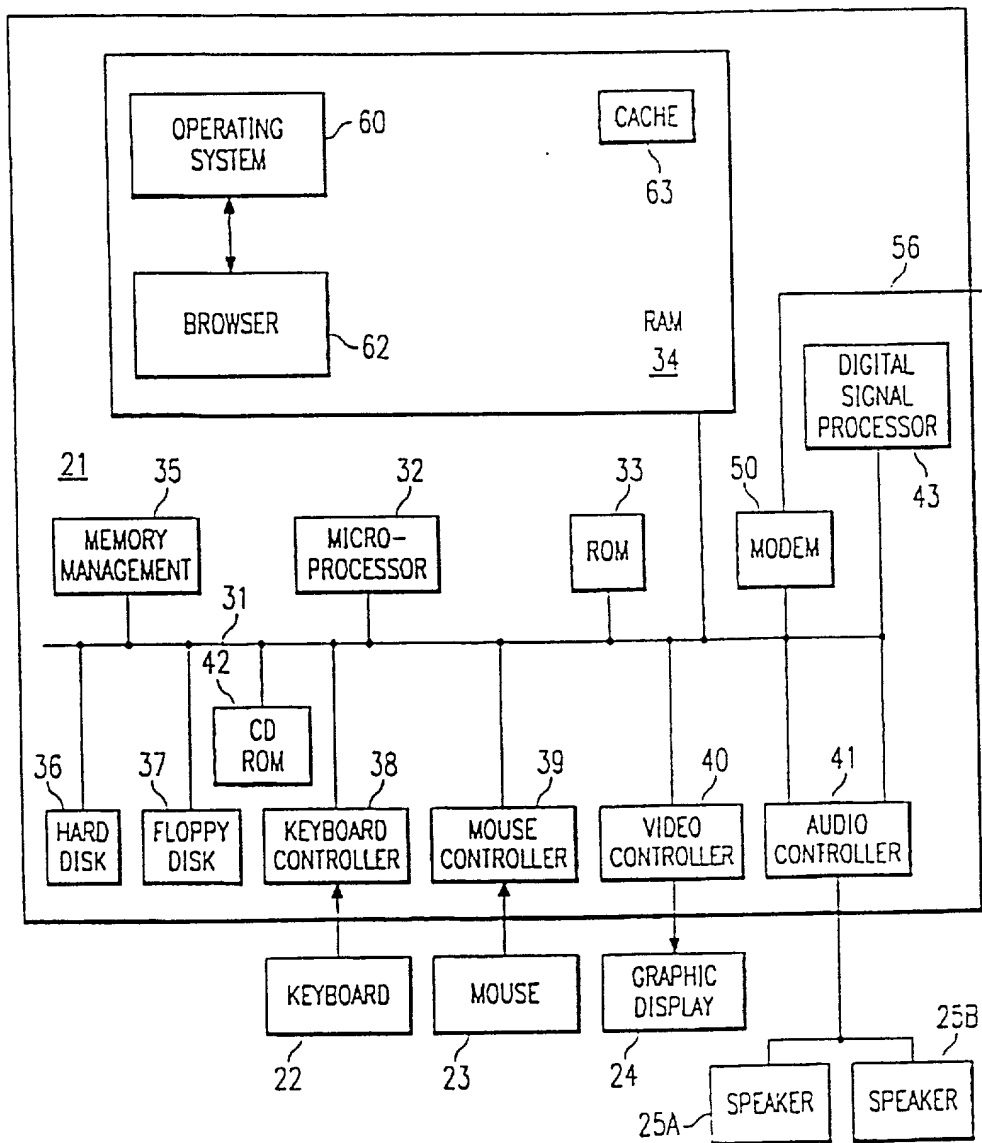 OPERATING
SYSTEM
60
CACHE
63
BROWSER
62
RAM
34
56
DIGITAL
SIGNAL
PROCESSOR
43
21
35
MEMORY
MANAGEMENT
32
MICRO-
PROCESSOR
33
ROM
50
MODEM
31
42
CD
ROM
36
HARD
DISK
37
FLOPPY
DISK
38
KEYBOARD
CONTROLLER
39
MOUSE
CONTROLLER
40
VIDEO
CONTROLLER
41
AUDIO
CONTROLLER
KEYBOARD
22
MOUSE
23
GRAPHIC
DISPLAY
24
25A
SPEAKER
25B
SPEAKER